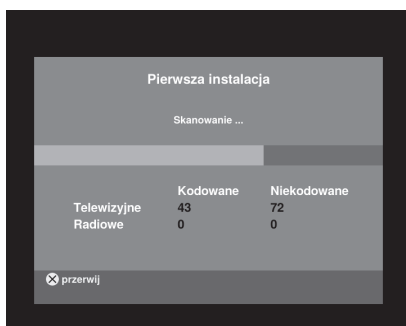 Pierwsza instalacja
Skanowanie ...
Kodowane Niekodowane
Telewizyjne 43 72
Radiowe 0 0
przerwij